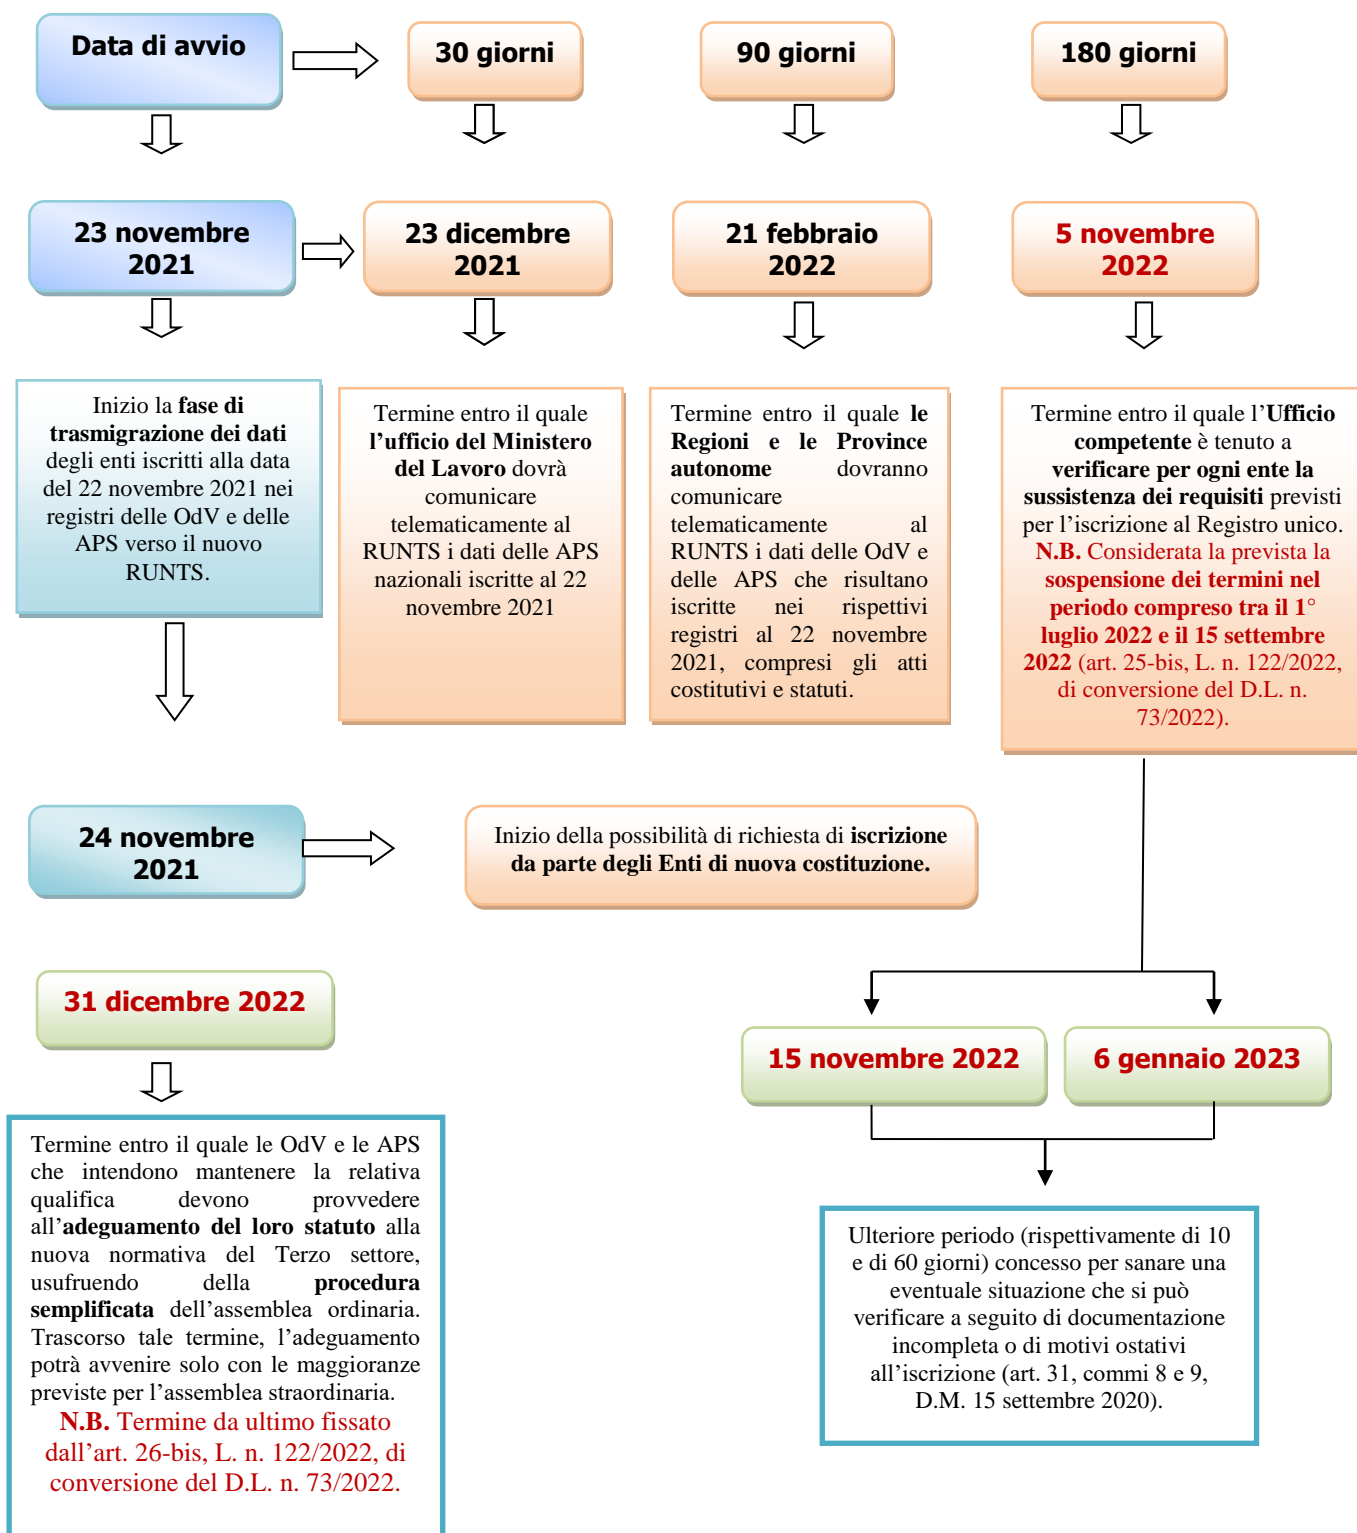 Data di avvio
30 giorni
90 giorni
180 giorni
23 novembre
2021
23 dicembre
2021
21 febbraio
2022
5 novembre
2022
Inizio la fase di
trasmigrazione dei dati
degli enti iscritti alla data
del 22 novembre 2021 nei
registri delle OdV e delle
APS verso il nuovo
RUNTS.
Termine entro il quale
l’ufficio del Ministero
del Lavoro dovrà
comunicare
telematicamente al
RUNTS i dati delle APS
nazionali iscritte al 22
novembre 2021
Termine entro il quale le
Regioni e le Province
autonome dovranno
comunicare
telematicamente al
RUNTS i dati delle OdV e
delle APS che risultano
iscritte nei rispettivi
registri al 22 novembre
2021, compresi gli atti
costitutivi e statuti.
Termine entro il quale l’Ufficio
competente è tenuto a
verificare per ogni ente la
sussistenza dei requisiti previsti
per l’iscrizione al Registro unico.
N.B. Considerata la prevista la
sospensione dei termini nel
periodo compreso tra il 1°
luglio 2022 e il 15 settembre
2022 (art. 25-bis, L. n. 122/2022,
di conversione del D.L. n.
73/2022).
24 novembre
2021
Inizio della possibilità di richiesta di iscrizione
da parte degli Enti di nuova costituzione.
31 dicembre 2022
15 novembre 2022
6 gennaio 2023
Termine entro il quale le OdV e le APS
che intendono mantenere la relativa
qualifica devono provvedere
all’adeguamento del loro statuto alla
nuova normativa del Terzo settore,
usufruendo della procedura
semplificata dell’assemblea ordinaria.
Trascorso tale termine, l’adeguamento
potrà avvenire solo con le maggioranze
previste per l’assemblea straordinaria.
N.B. Termine da ultimo fissato
dall’art. 26-bis, L. n. 122/2022, di
conversione del D.L. n. 73/2022.
Ulteriore periodo (rispettivamente di 10
e di 60 giorni) concesso per sanare una
eventuale situazione che si può
verificare a seguito di documentazione
incompleta o di motivi ostativi
all’iscrizione (art. 31, commi 8 e 9,
D.M. 15 settembre 2020).